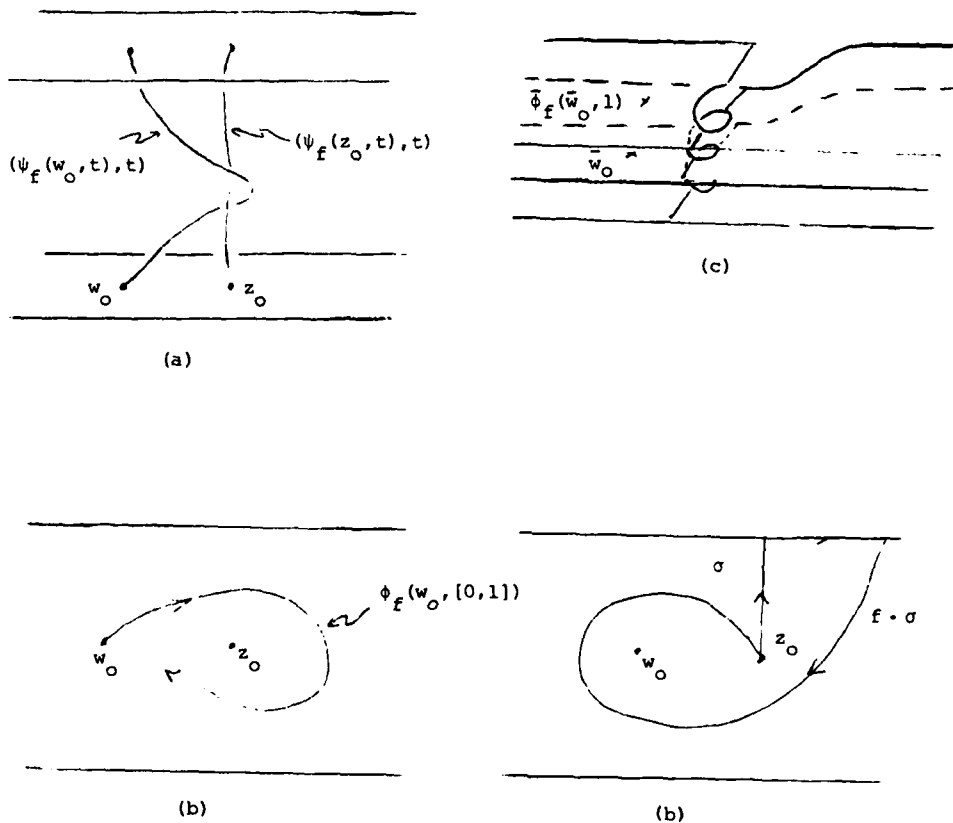 (ψ_f(w_o,t),t)
(ψ_f(z_o,t),t)
w_o
z_o
(a)
φ̄_f(w̄_o,1)
w̄_o
(c)
φ_f(w_o,[0,1])
w_o
z_o
(b)
σ
f·σ
z_o
w_o
(b)